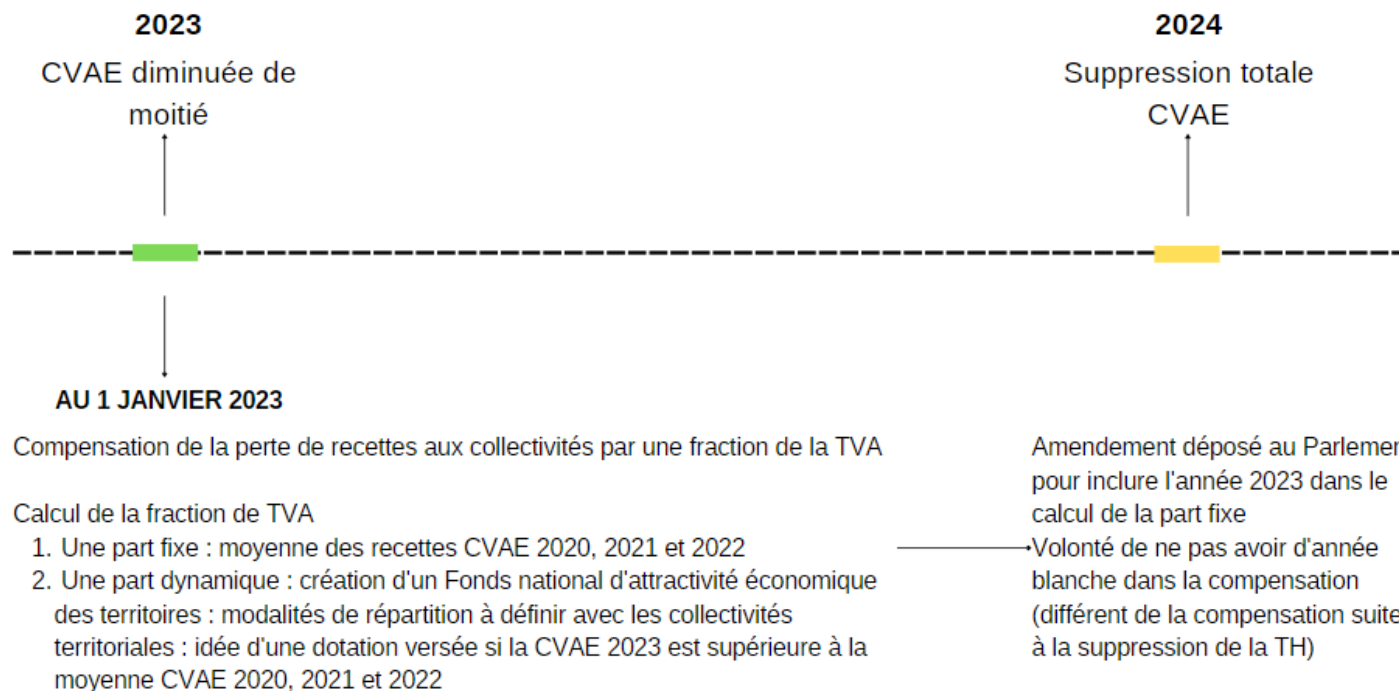 2023
CVAE diminuée de
moitié
2024
Suppression totale
CVAE
AU 1 JANVIER 2023
Compensation de la perte de recettes aux collectivités par une fraction de la TVA
Calcul de la fraction de TVA
1. Une part fixe : moyenne des recettes CVAE 2020, 2021 et 2022
2. Une part dynamique : création d'un Fonds national d'attractivité économique
des territoires : modalités de répartition à définir avec les collectivités
territoriales : idée d'une dotation versée si la CVAE 2023 est supérieure à la
moyenne CVAE 2020, 2021 et 2022
Amendement déposé au Parlemen
pour inclure l'année 2023 dans le
calcul de la part fixe
Volonté de ne pas avoir d'année
blanche dans la compensation
(différent de la compensation suite
à la suppression de la TH)